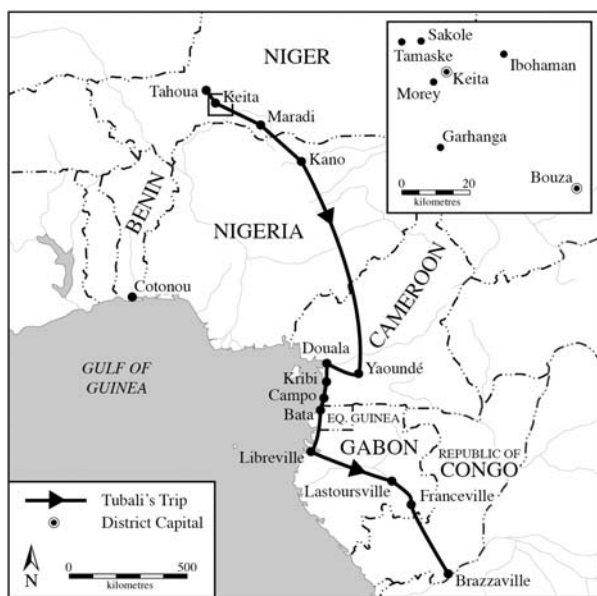 NIGER
Tahoua
Keita
Maradi
Kano
BENIN
NIGERIA
CAMEROON
Cotonou
GULF OF
GUINEA
Douala
Yaoundé
Kribi
Campo
Bata
EQ. GUINEA
GABON
REPUBLIC OF
CONGO
Libreville
Lastoursville
Franceville
Brazzaville
Sakole
Tamaske
Ibohaman
Keita
Morey
Garhanga
Bouza
0 20
kilometres
Tubali's Trip
District Capital
N
0 500
kilometres